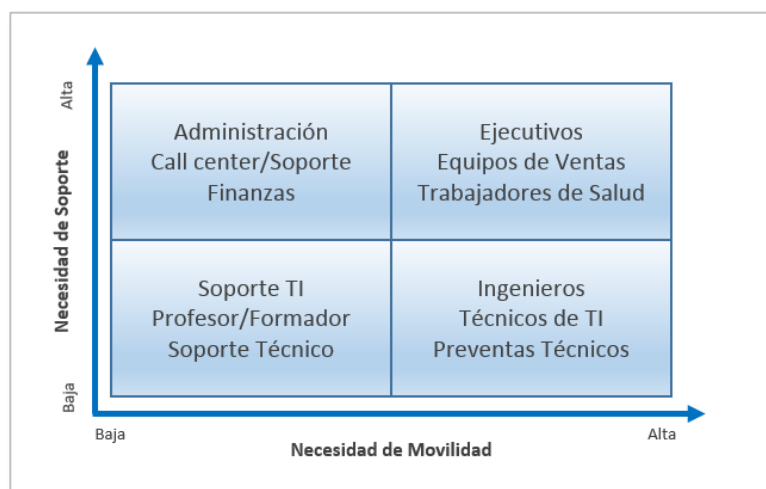 Alta
Necesidad de Soporte
Baja
Administración
Call center/Soporte
Finanzas
Ejecutivos
Equipos de Ventas
Trabajadores de Salud
Soporte TI
Profesor/Formador
Soporte Técnico
Ingenieros
Técnicos de TI
Preventas Técnicos
Baja
Necesidad de Movilidad
Alta